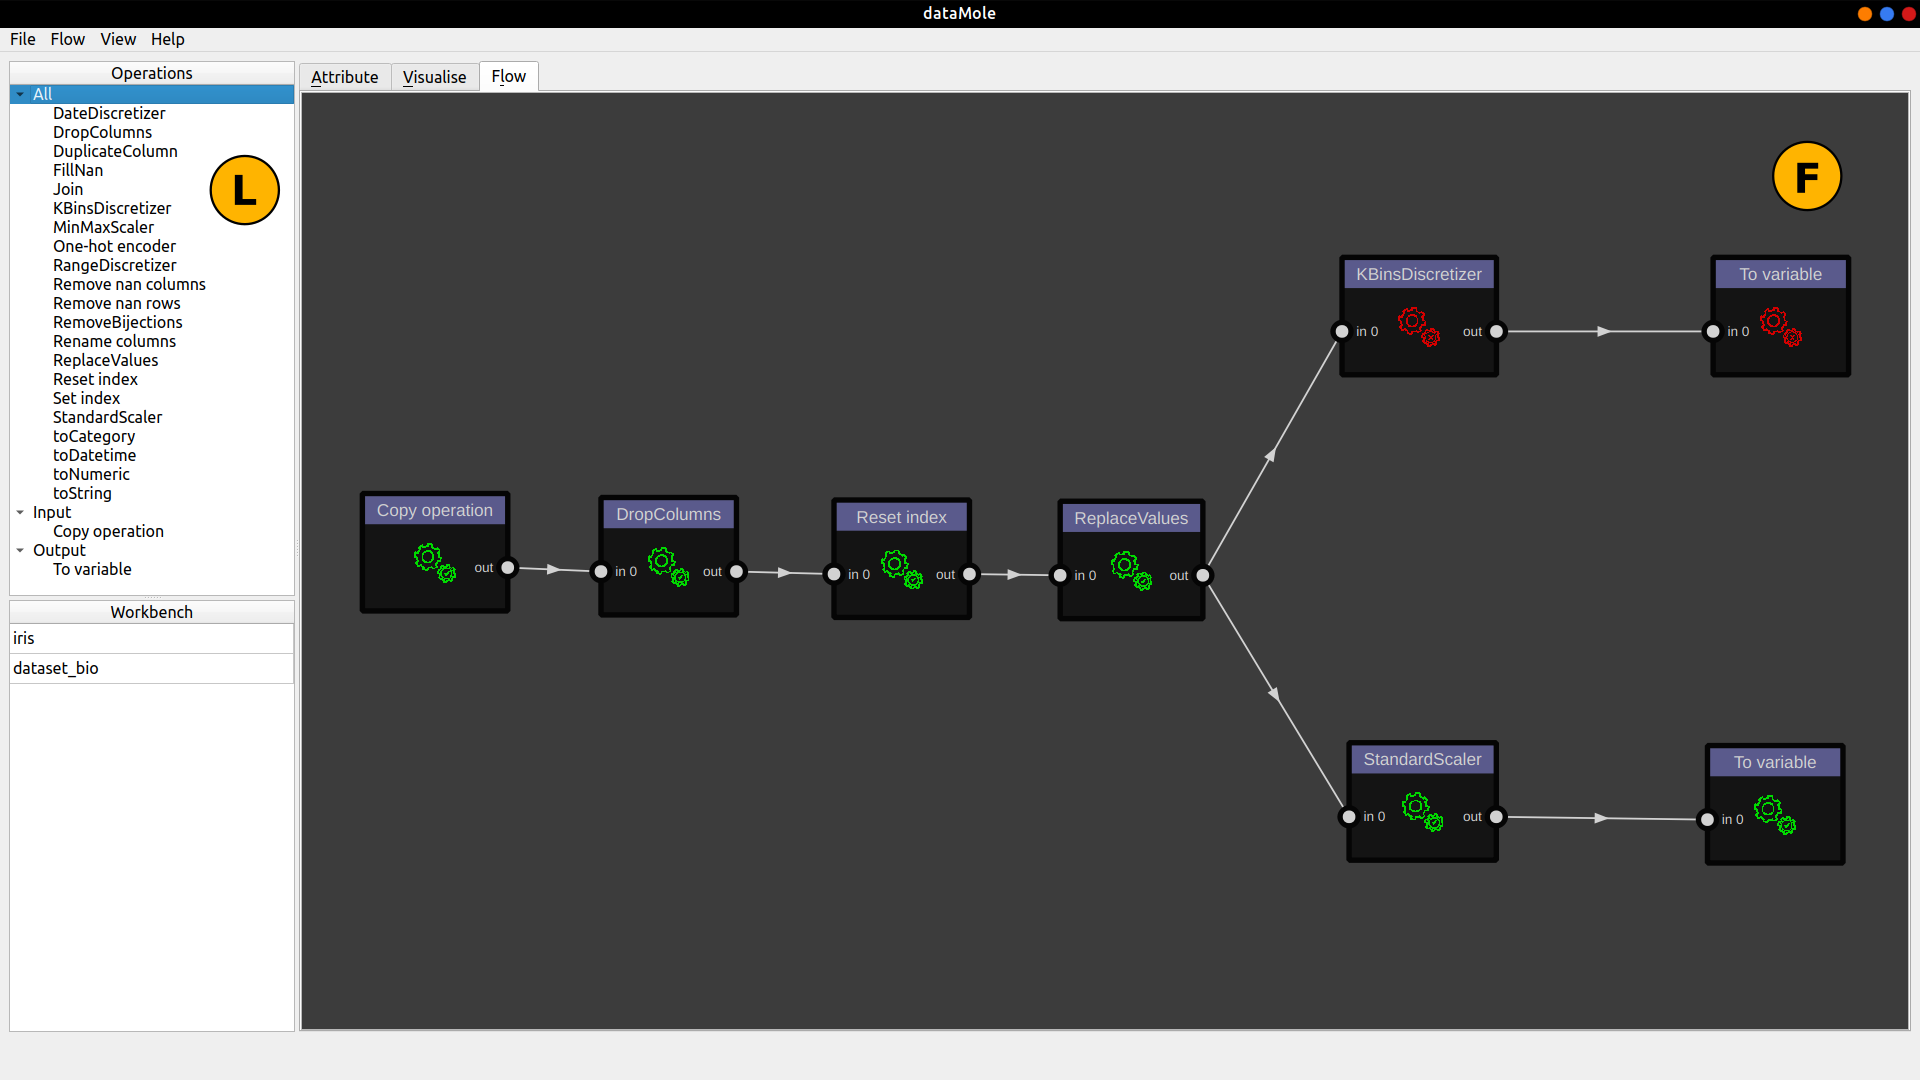 dataMole
File Flow View Help
Operations
All
DateDiscretizer
DropColumns
DuplicateColumn
FillNan
Join
KBinsDiscretizer
MinMaxScaler
One-hot encoder
RangeDiscretizer
Remove nan columns
Remove nan rows
RemoveBijections
Rename columns
ReplaceValues
Reset index
Set index
StandardScaler
toCategory
toDatetime
toNumeric
toString
Input
Copy operation
Output
To variable
L
Workbench
iris
dataset_bio
Attribute Visualise Flow
F
Copy operation
out
DropColumns
in 0 out
Reset index
in 0 out
ReplaceValues
in 0 out
KBinsDiscretizer
in 0 out
To variable
in 0
StandardScaler
in 0 out
To variable
in 0